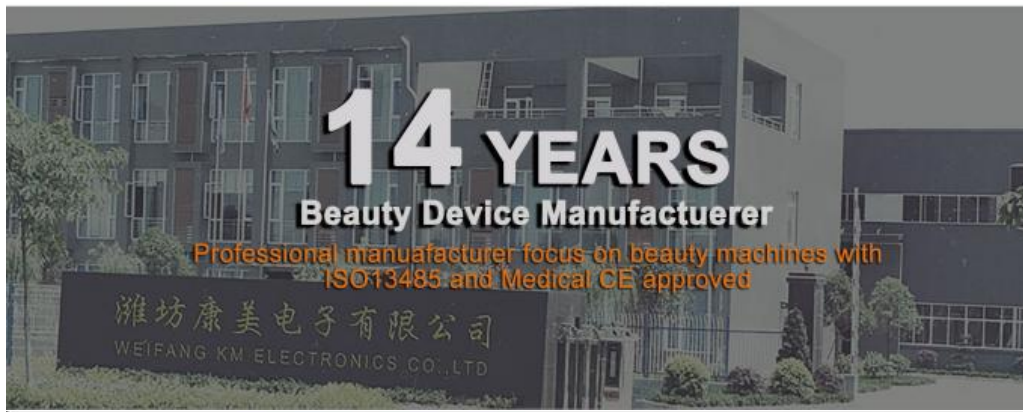 14 YEARS
Beauty Device Manufactuerer
Professional manuafacturer focus on beauty machines with
ISO13485 and Medical CE approved
潍坊康美电子有限公司
WEIFANG KM ELECTRONICS CO.,LTD